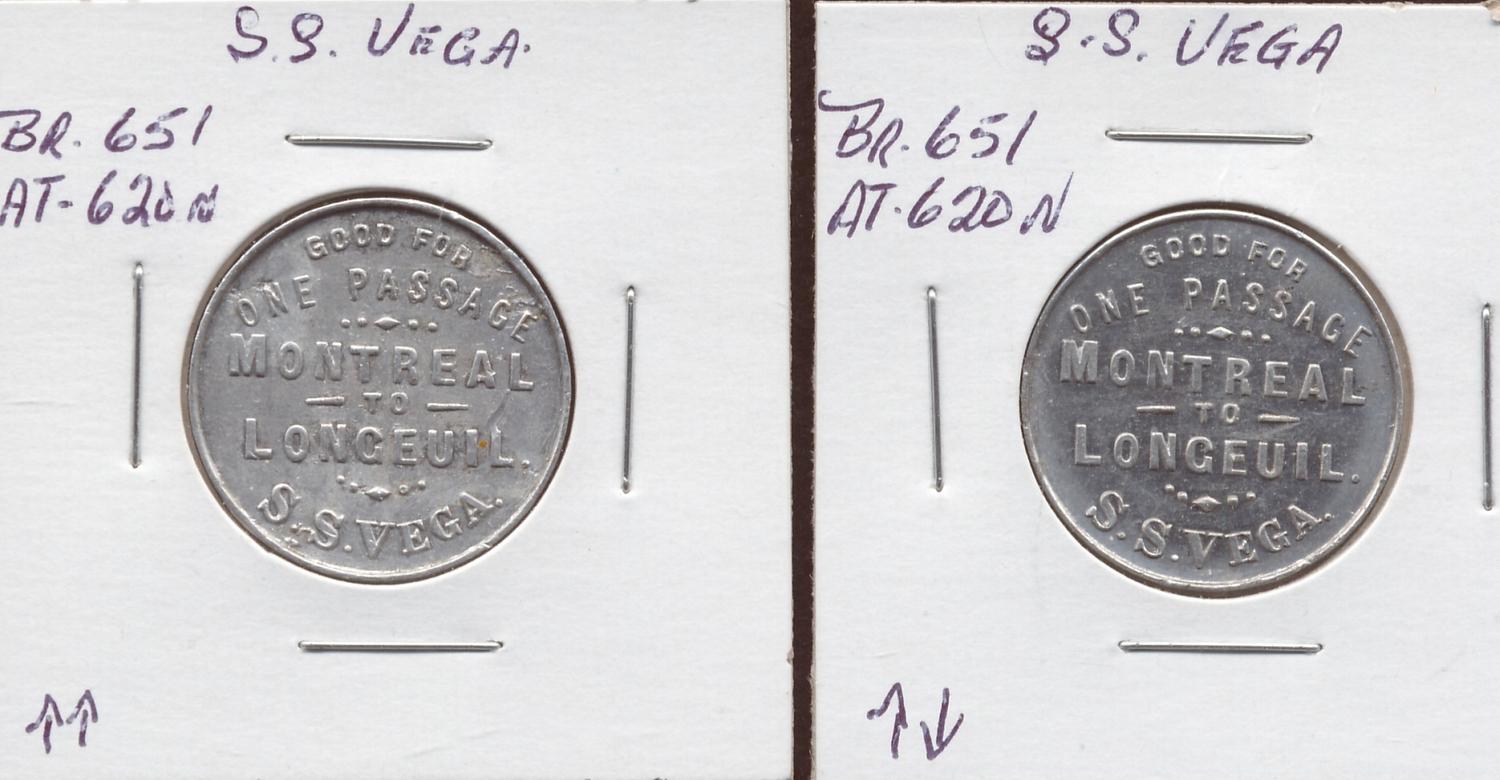 S.S. VEGA.
BR. 651
AT-620N
GOOD FOR
ONE PASSAGE
MONTREAL
— TO —
LONGEUIL.
S.S. VEGA.
↑↑
S.S. VEGA
BR. 651
AT-620N
GOOD FOR
ONE PASSAGE
MONTREAL
— TO —
LONGEUIL.
S.S. VEGA.
↑↓